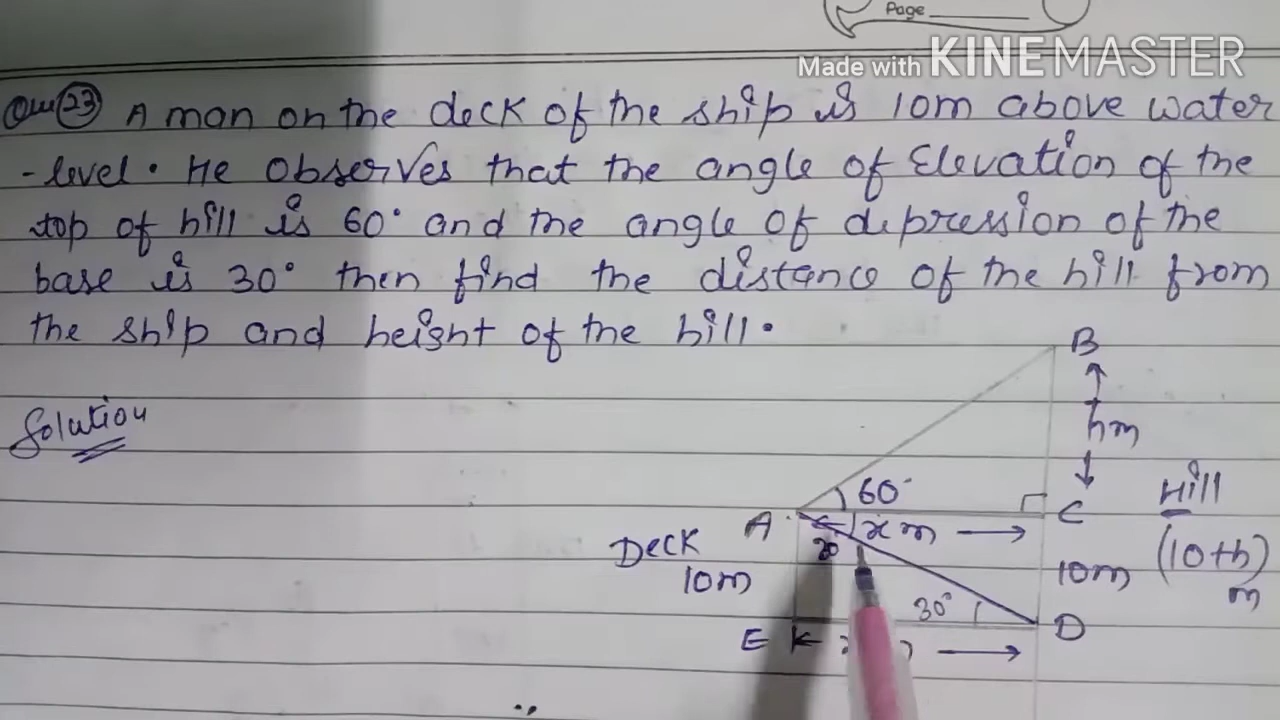 Page
Made with KINEMASTER
Que 23 A man on the deck of the ship is 10m above water
-level. He observes that the angle of Elevation of the
top of hill is 60° and the angle of depression of the
base is 30° then find the distance of the hill from
the ship and height of the hill.
Solution
B
hm
60°
Hill
A
x m
C
Deck
10m
30
10m
(10+h)
m
30°
E
D